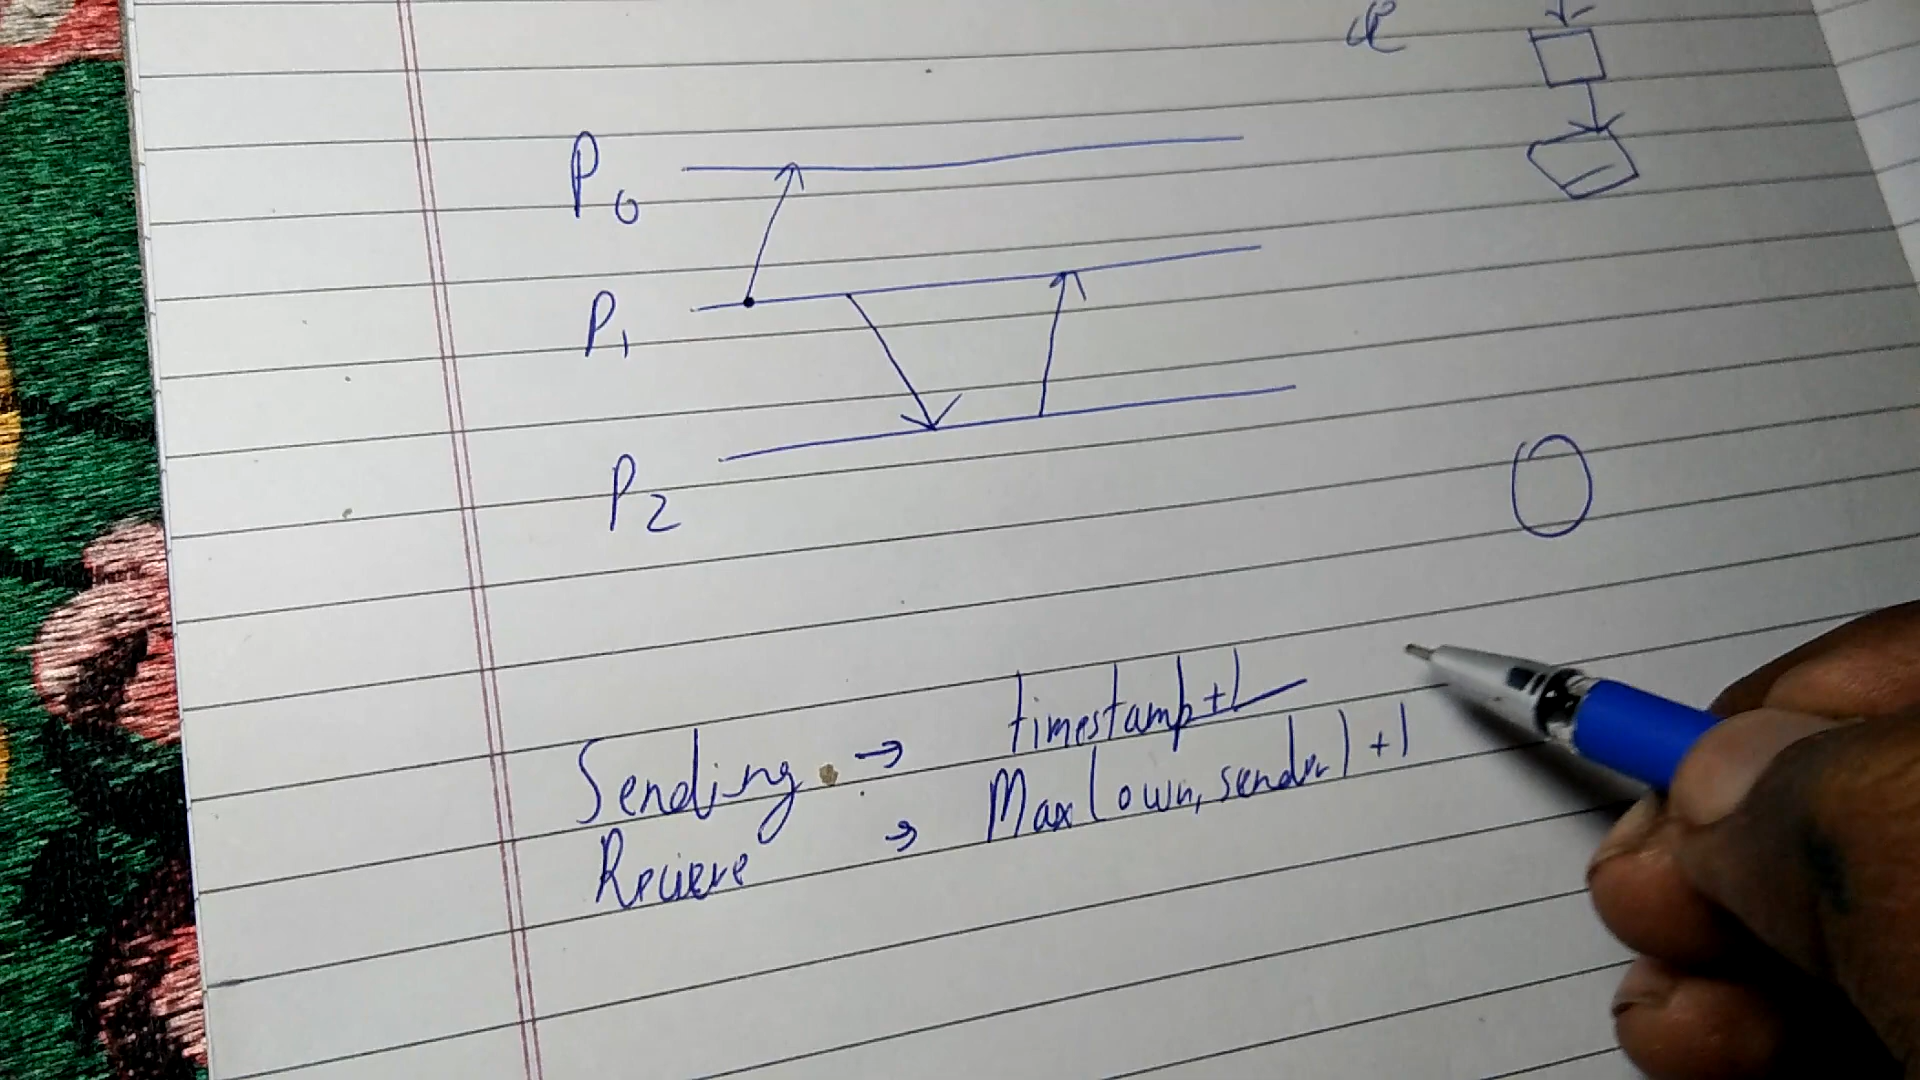 P0
P1
P2
Sending → timestamp+1
Recieve → Max(own, sender)+1